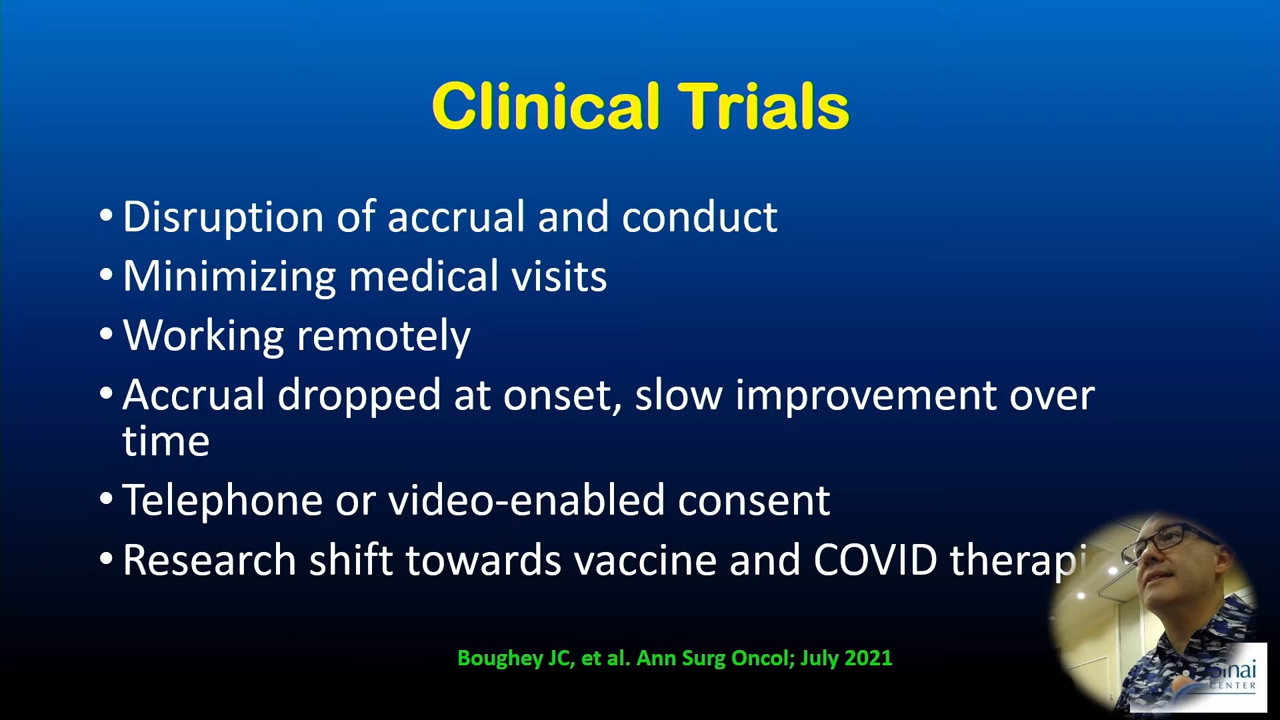 Clinical Trials
• Disruption of accrual and conduct
• Minimizing medical visits
• Working remotely
• Accrual dropped at onset, slow improvement over
time
• Telephone or video-enabled consent
• Research shift towards vaccine and COVID
Boughey JC, et al. Ann Surg Oncol; July 2021
CENTER